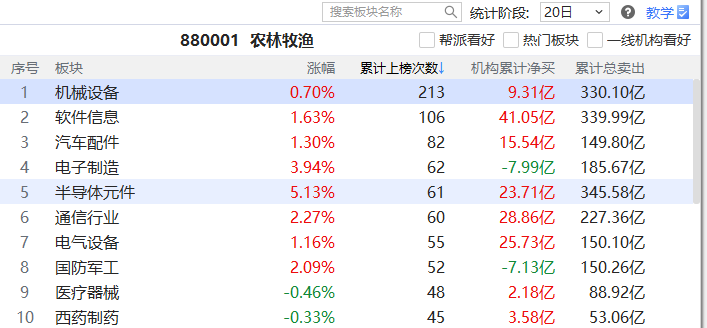 搜索板块名称 统计阶段: 20日 ? 教学
880001 农林牧渔 帮派看好 热门板块 一线机构看好
序号 板块 涨幅 累计上榜次数↓ 机构累计净买 累计总卖出
1 机械设备 0.70% 213 9.31亿 330.10亿
2 软件信息 1.63% 106 41.05亿 339.99亿
3 汽车配件 1.30% 82 15.54亿 149.80亿
4 电子制造 3.94% 62 -7.99亿 185.67亿
5 半导体元件 5.13% 61 23.71亿 345.58亿
6 通信行业 2.27% 60 28.86亿 227.36亿
7 电气设备 1.16% 55 25.73亿 150.10亿
8 国防军工 2.09% 52 -7.13亿 150.26亿
9 医疗器械 -0.46% 48 2.18亿 88.92亿
10 西药制药 -0.33% 45 3.58亿 53.06亿